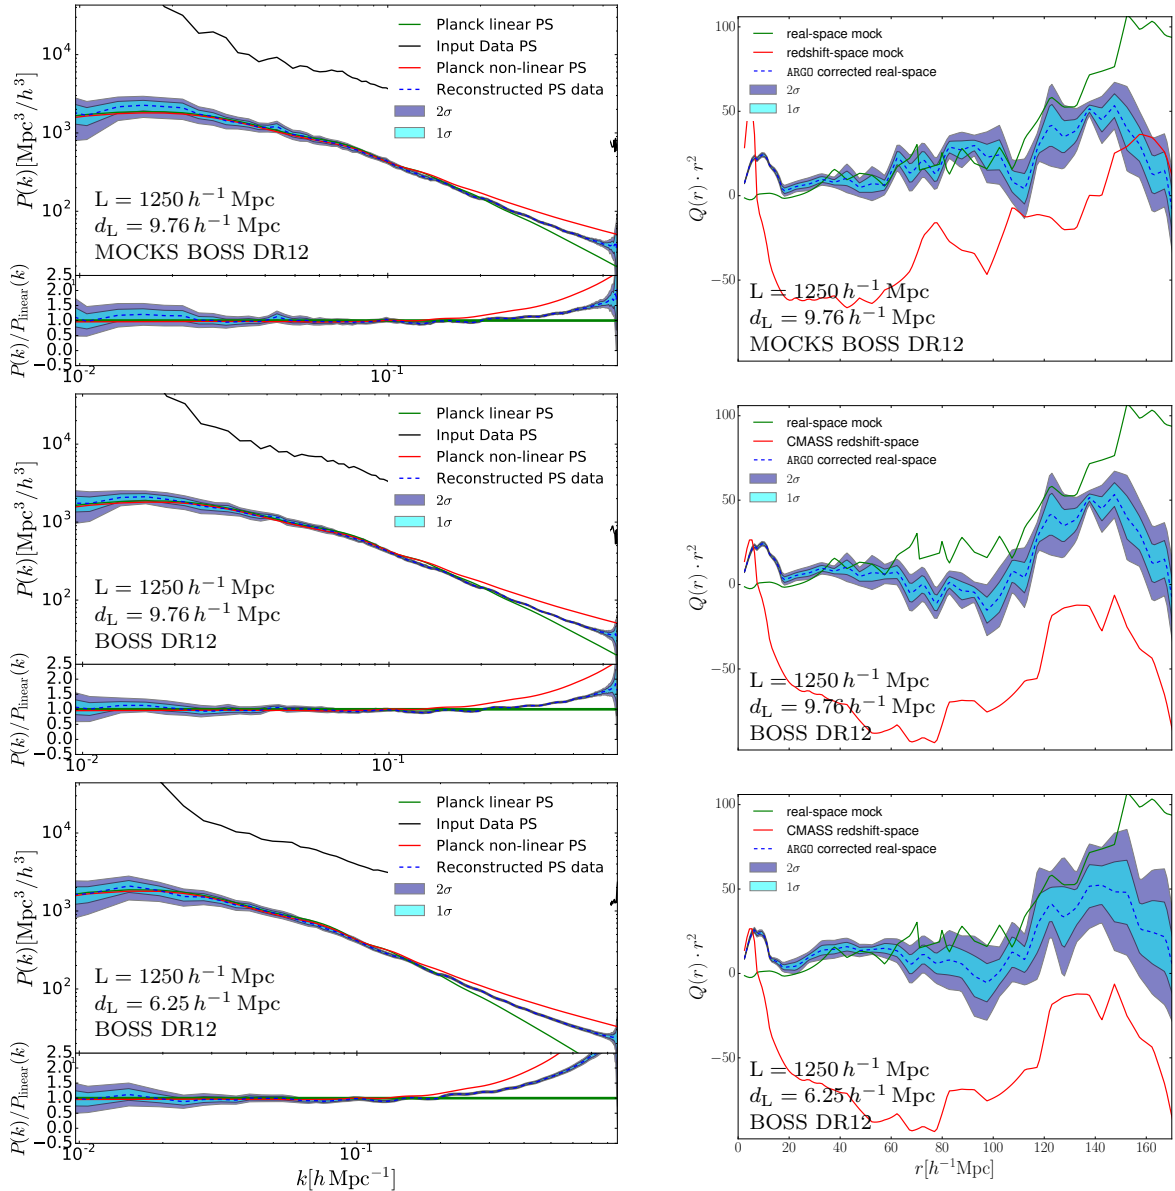 P(k)[Mpc³/h³]
10⁴
10³
10²
Planck linear PS
Input Data PS
Planck non-linear PS
Reconstructed PS data
2σ
1σ
L = 1250 h⁻¹ Mpc
d_L = 9.76 h⁻¹ Mpc
MOCKS BOSS DR12
P(k)/P_linear(k)
2.5
2.0
1.5
1.0
0.5
0.0
−0.5
10⁻² 10⁻¹
Q(r) · r²
100
50
0
−50
real-space mock
redshift-space mock
ARGO corrected real-space
2σ
1σ
L = 1250 h⁻¹ Mpc
d_L = 9.76 h⁻¹ Mpc
MOCKS BOSS DR12
P(k)[Mpc³/h³]
10⁴
10³
10²
Planck linear PS
Input Data PS
Planck non-linear PS
Reconstructed PS data
2σ
1σ
L = 1250 h⁻¹ Mpc
d_L = 9.76 h⁻¹ Mpc
BOSS DR12
P(k)/P_linear(k)
2.5
2.0
1.5
1.0
0.5
0.0
−0.5
10⁻² 10⁻¹
Q(r) · r²
100
50
0
−50
real-space mock
CMASS redshift-space
ARGO corrected real-space
2σ
1σ
L = 1250 h⁻¹ Mpc
d_L = 9.76 h⁻¹ Mpc
BOSS DR12
P(k)[Mpc³/h³]
10⁴
10³
10²
Planck linear PS
Input Data PS
Planck non-linear PS
Reconstructed PS data
2σ
1σ
L = 1250 h⁻¹ Mpc
d_L = 6.25 h⁻¹ Mpc
BOSS DR12
P(k)/P_linear(k)
2.5
2.0
1.5
1.0
0.5
0.0
−0.5
10⁻² 10⁻¹
k[h Mpc⁻¹]
Q(r) · r²
100
50
0
−50
real-space mock
CMASS redshift-space
ARGO corrected real-space
2σ
1σ
L = 1250 h⁻¹ Mpc
d_L = 6.25 h⁻¹ Mpc
BOSS DR12
0 20 40 60 80 100 120 140 160
r[h⁻¹Mpc]